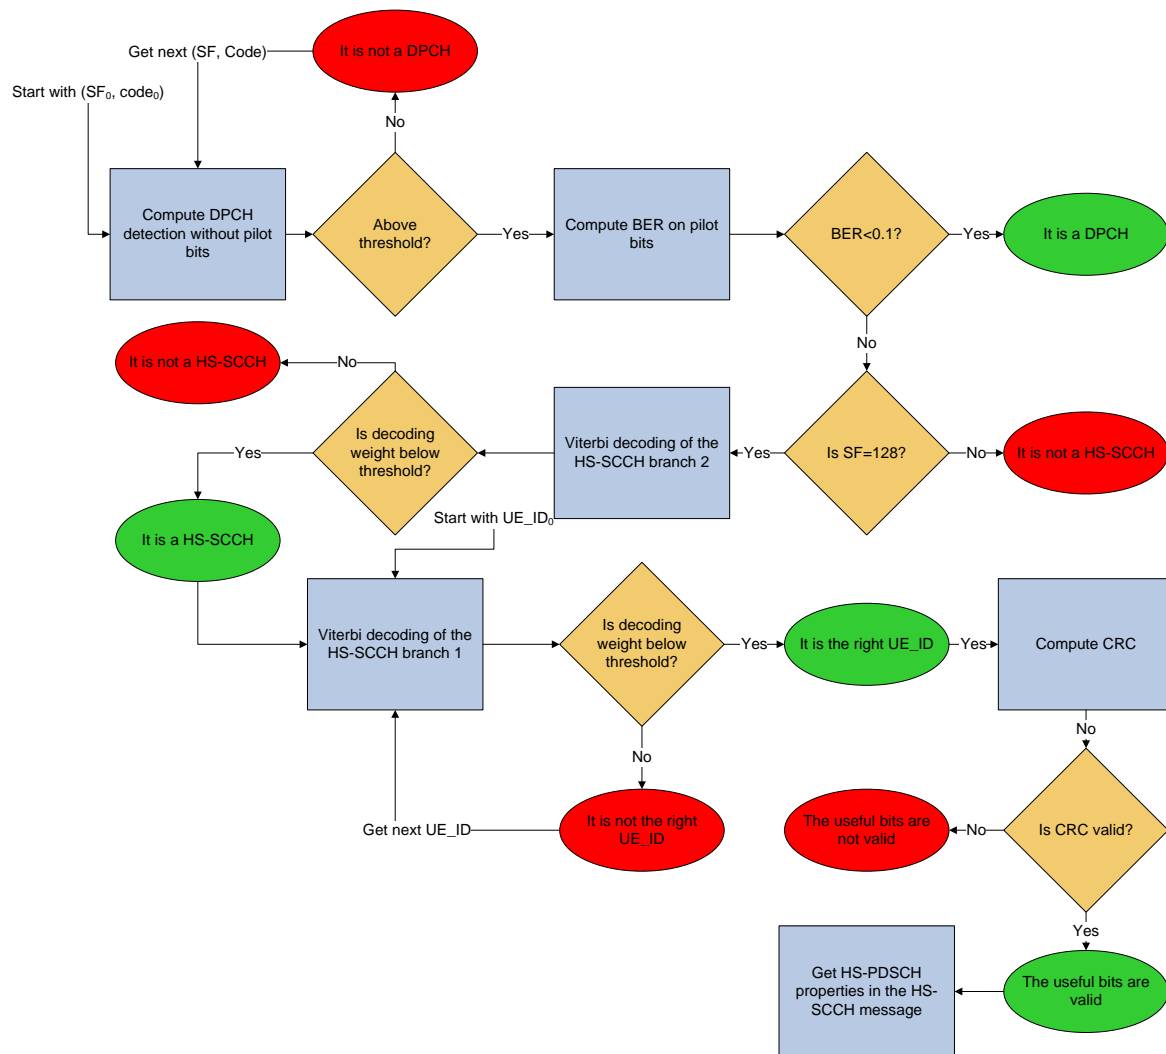 Get next (SF, Code)
It is not a DPCH
Start with (SF₀, code₀)
No
Compute DPCH
detection without pilot
bits
Above
threshold?
Yes
Compute BER on pilot
bits
BER<0.1?
Yes
It is a DPCH
No
It is not a HS-SCCH
No
Is decoding
weight below
threshold?
Yes
Viterbi decoding of the
HS-SCCH branch 2
Yes
Is SF=128?
No
It is not a HS-SCCH
Start with UE_ID₀
It is a HS-SCCH
Viterbi decoding of the
HS-SCCH branch 1
Is decoding
weight below
threshold?
Yes
It is the right UE_ID
Yes
Compute CRC
No
No
Get next UE_ID
It is not the right
UE_ID
The useful bits are
not valid
No
Is CRC valid?
Yes
Get HS-PDSCH
properties in the HS-
SCCH message
The useful bits are
valid